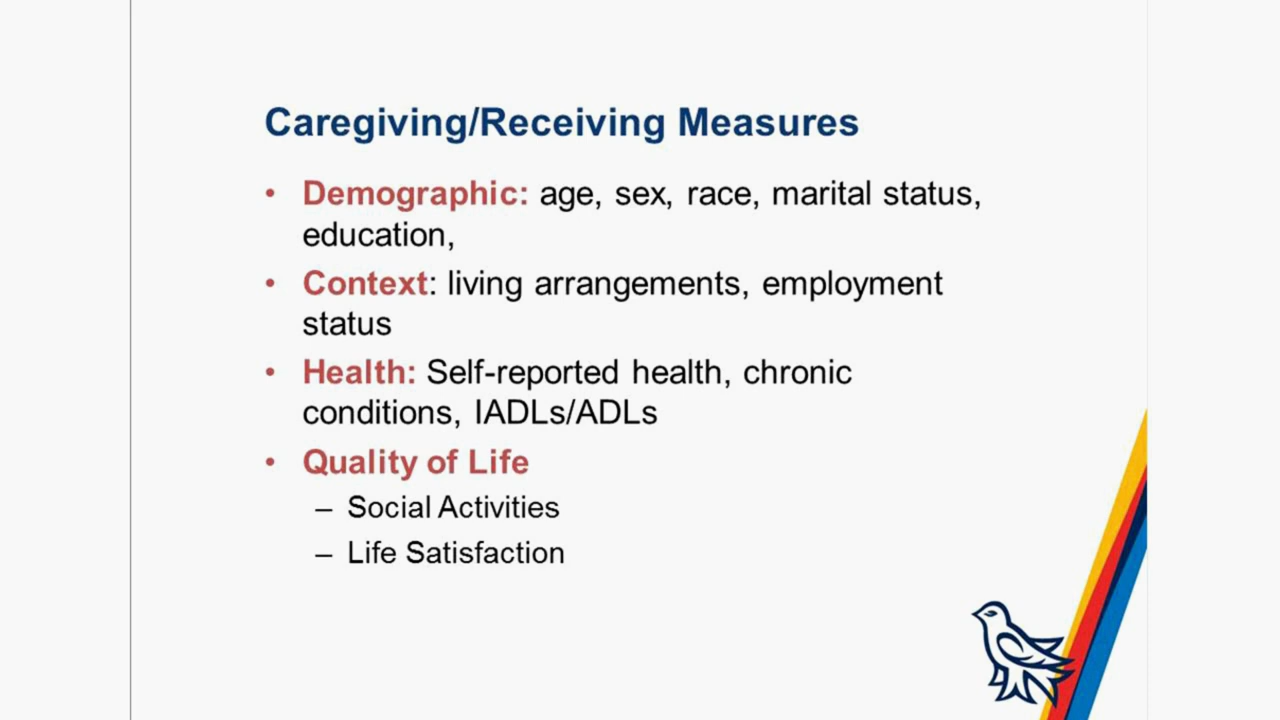 Caregiving/Receiving Measures
• Demographic: age, sex, race, marital status,
education,
• Context: living arrangements, employment
status
• Health: Self-reported health, chronic
conditions, IADLs/ADLs
• Quality of Life
– Social Activities
– Life Satisfaction